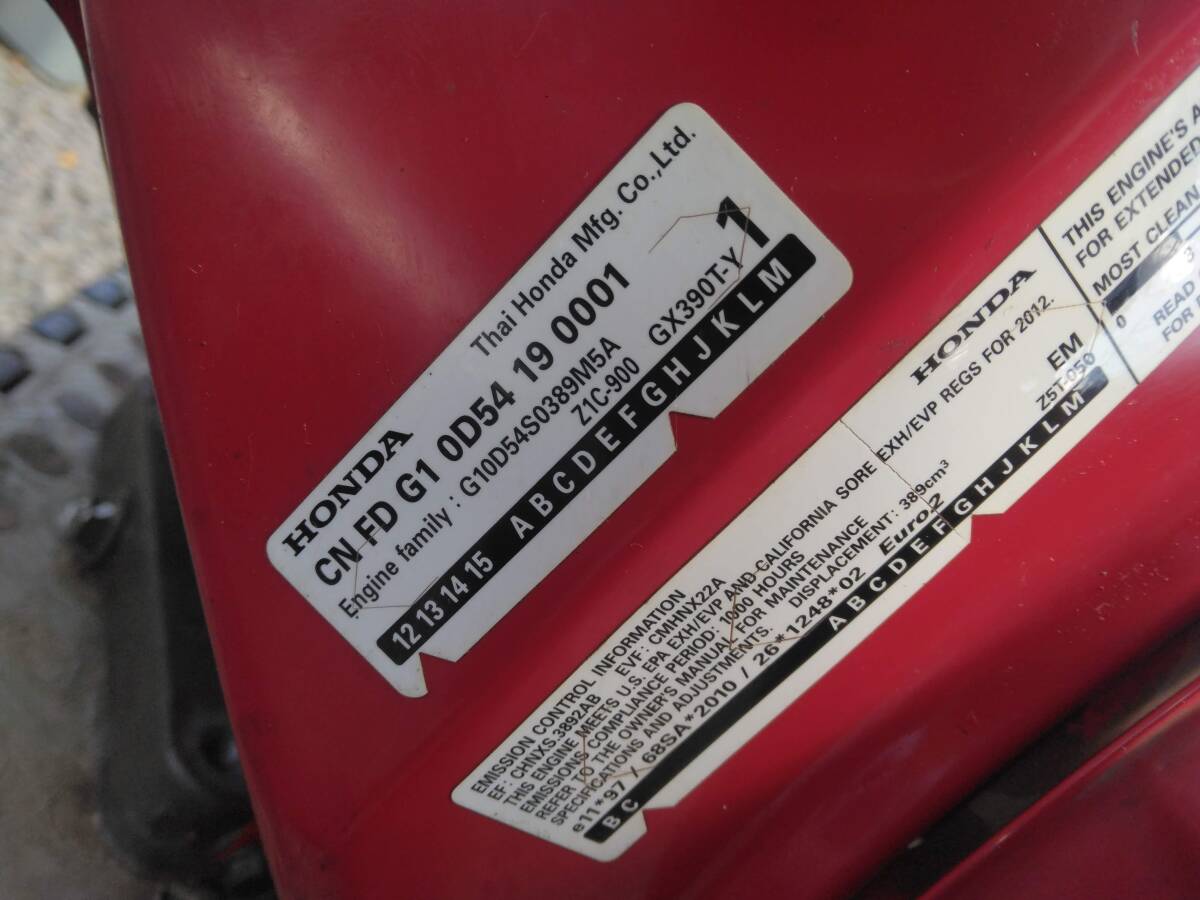 HONDA Thai Honda Mfg. Co.,Ltd.
CN FD G1 0D54 19 0001
Engine family : G10D54S0389M5A
Z1C-900 GX390T-Y 1
12 13 14 15 A B C D E F G H J K L M
HONDA
EMISSION CONTROL INFORMATION
EF: CHNXS.3892AB EVF: CMHNX22A
THIS ENGINE MEETS U.S. EPA EXH/EVP AND CALIFORNIA SORE EXH/EVP REGS FOR 2012.
EMISSIONS COMPLIANCE PERIOD: 1000 HOURS
REFER TO THE OWNER'S MANUAL FOR MAINTENANCE
SPECIFICATIONS AND ADJUSTMENTS. DISPLACEMENT: 389cm³
EM
e11*97 / 68SA*2010 / 26*1248*02 Euro2
Z5T-050
B C A B C D E F G H J K L M
THIS ENGINE'S A
FOR EXTENDED
MOST CLEAN
0 3
READ
FOR